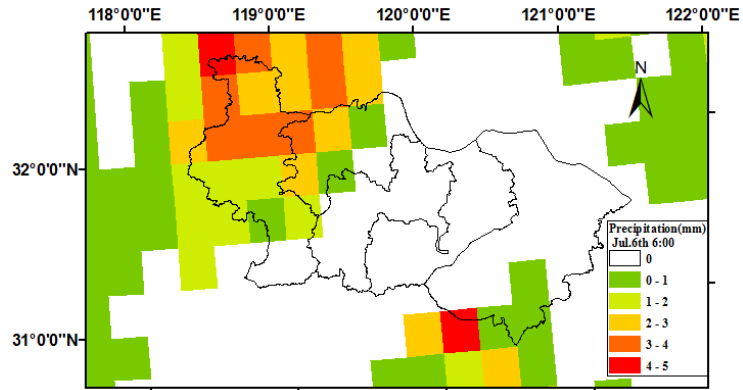 118°0'0"E 119°0'0"E 120°0'0"E 121°0'0"E 122°0'0"E
N
32°0'0"N
31°0'0"N
Precipitation(mm)
Jul.6th 6:00
0
0 - 1
1 - 2
2 - 3
3 - 4
4 - 5